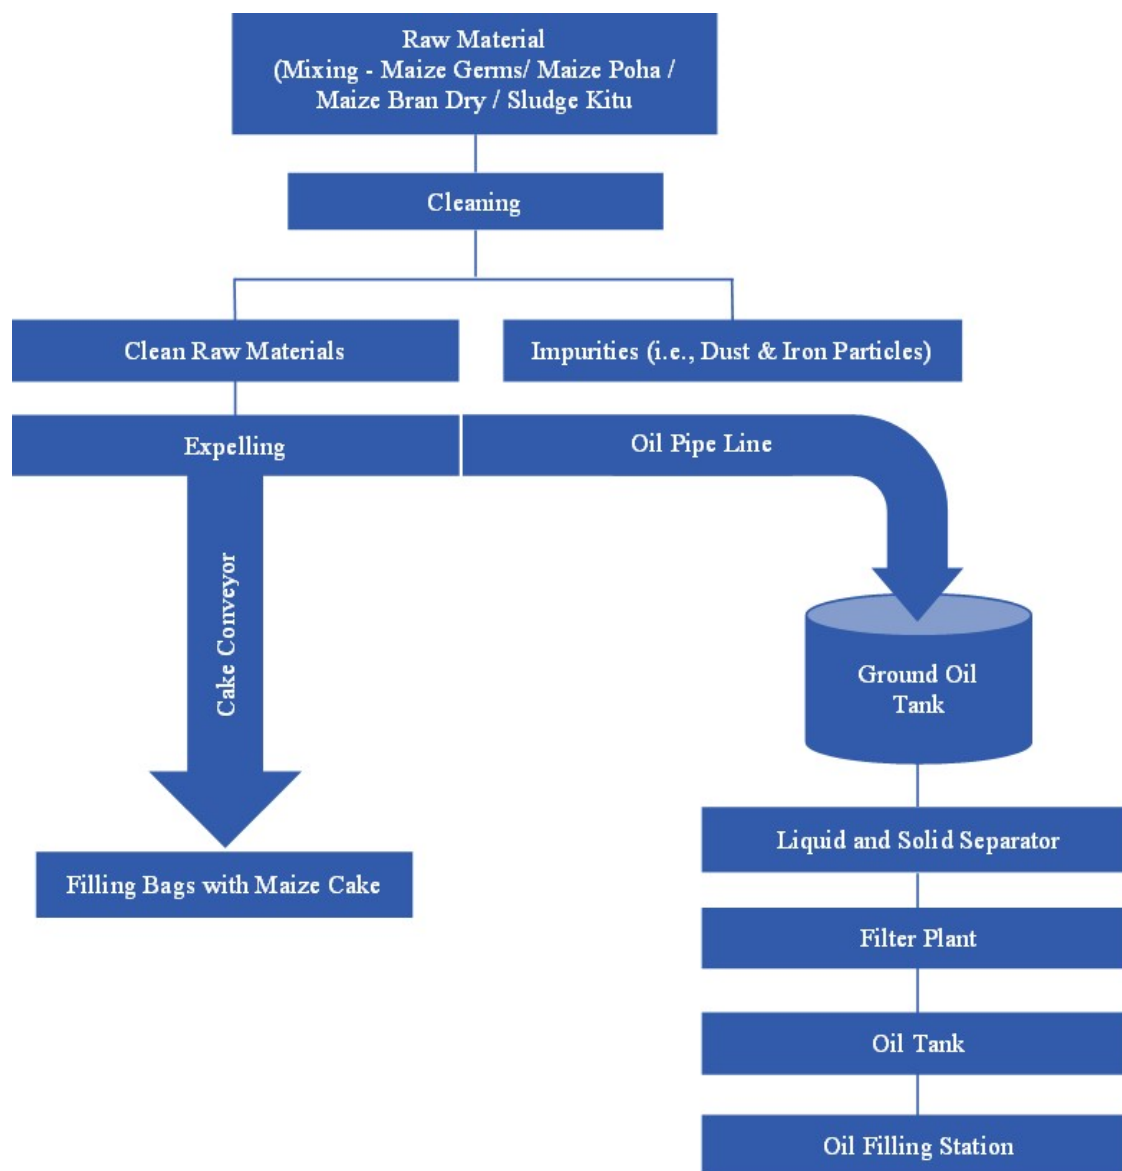 Raw Material
(Mixing - Maize Germs/ Maize Poha /
Maize Bran Dry / Sludge Kitu
Cleaning
Clean Raw Materials
Impurities (i.e., Dust & Iron Particles)
Expelling
Oil Pipe Line
Cake Conveyor
Ground Oil
Tank
Liquid and Solid Separator
Filling Bags with Maize Cake
Filter Plant
Oil Tank
Oil Filling Station